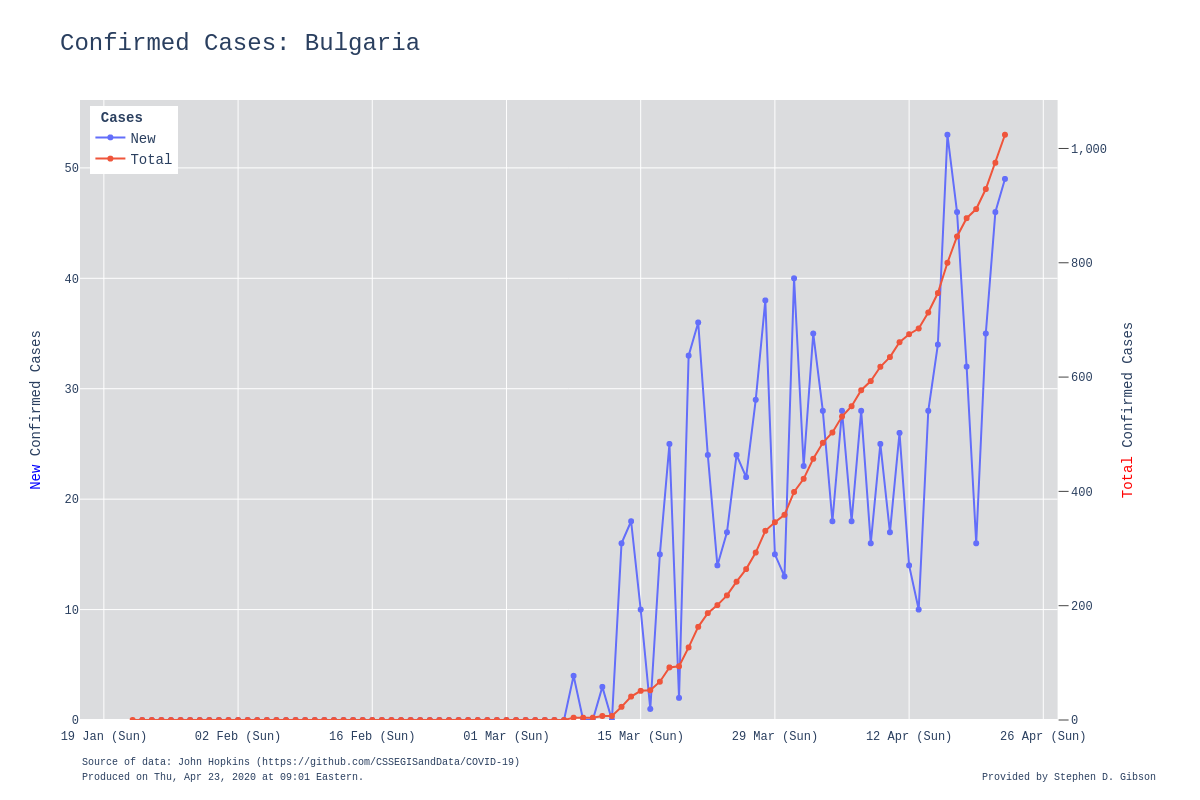 Confirmed Cases: Bulgaria
Cases
New
Total
50
40
30
20
10
0
New Confirmed Cases
1,000
800
600
400
200
0
Total Confirmed Cases
19 Jan (Sun) 02 Feb (Sun) 16 Feb (Sun) 01 Mar (Sun) 15 Mar (Sun) 29 Mar (Sun) 12 Apr (Sun) 26 Apr (Sun)
Source of data: John Hopkins (https://github.com/CSSEGISandData/COVID-19)
Produced on Thu, Apr 23, 2020 at 09:01 Eastern.
Provided by Stephen D. Gibson